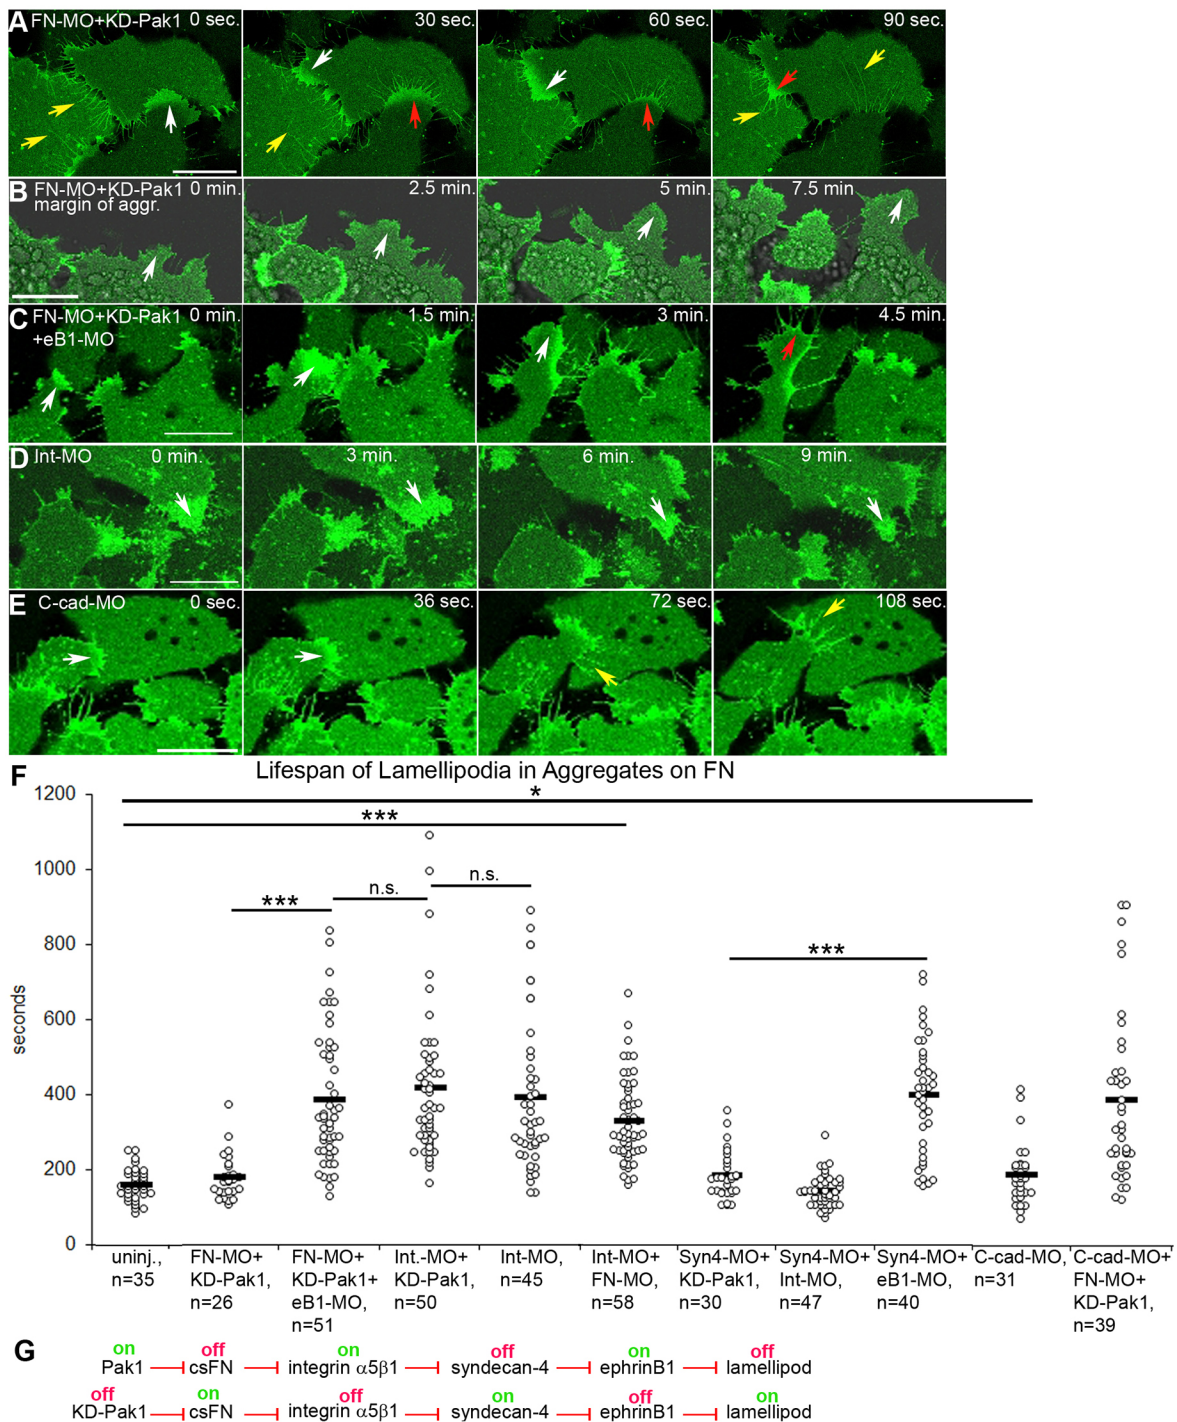 A FN-MO+KD-Pak1 0 sec. 30 sec. 60 sec. 90 sec.
B FN-MO+KD-Pak1 0 min. 2.5 min. 5 min. 7.5 min
margin of aggr.
C FN-MO+KD-Pak1 0 min. 1.5 min. 3 min. 4.5 min.
+eB1-MO
D Int-MO 0 min. 3 min. 6 min. 9 min.
E C-cad-MO 0 sec. 36 sec. 72 sec. 108 sec.
F Lifespan of Lamellipodia in Aggregates on FN
1200
*
***
1000
n.s.
n.s.
***
800
***
seconds
600
400
200
0
uninj.,
n=35
FN-MO+
KD-Pak1,
n=26
FN-MO+
KD-Pak1+
eB1-MO,
n=51
Int.-MO+
KD-Pak1,
n=50
Int-MO,
n=45
Int-MO+
FN-MO,
n=58
Syn4-MO+
KD-Pak1,
n=30
Syn4-MO+
Int-MO,
n=47
Syn4-MO+
eB1-MO,
n=40
C-cad-MO,
n=31
C-cad-MO+
FN-MO+
KD-Pak1,
n=39
G on off on off on off
Pak1 csFN integrin α5β1 syndecan-4 ephrinB1 lamellipod
off on off on off on
KD-Pak1 csFN integrin α5β1 syndecan-4 ephrinB1 lamellipod